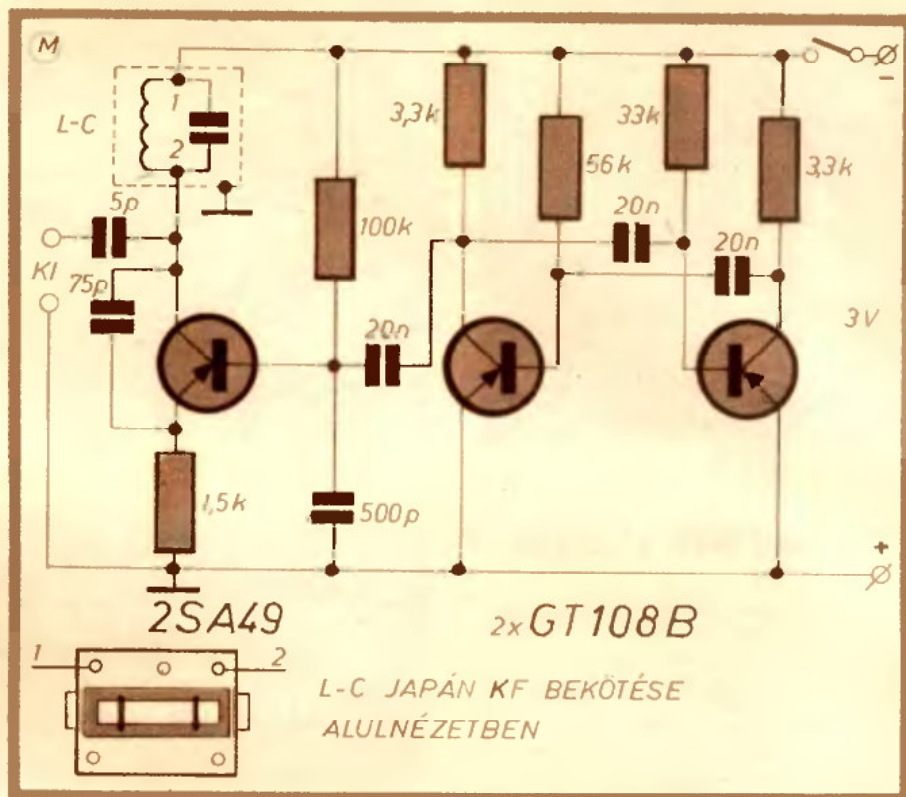 M
-
L-C
1
2
3,3k
56k
33k
3,3k
5p
100k
20n
20n
KI
75p
20n
3V
1,5k
500p
+
2SA49
2x GT108B
1
2
L-C JAPÁN KF BEKÖTÉSE
ALULNÉZETBEN